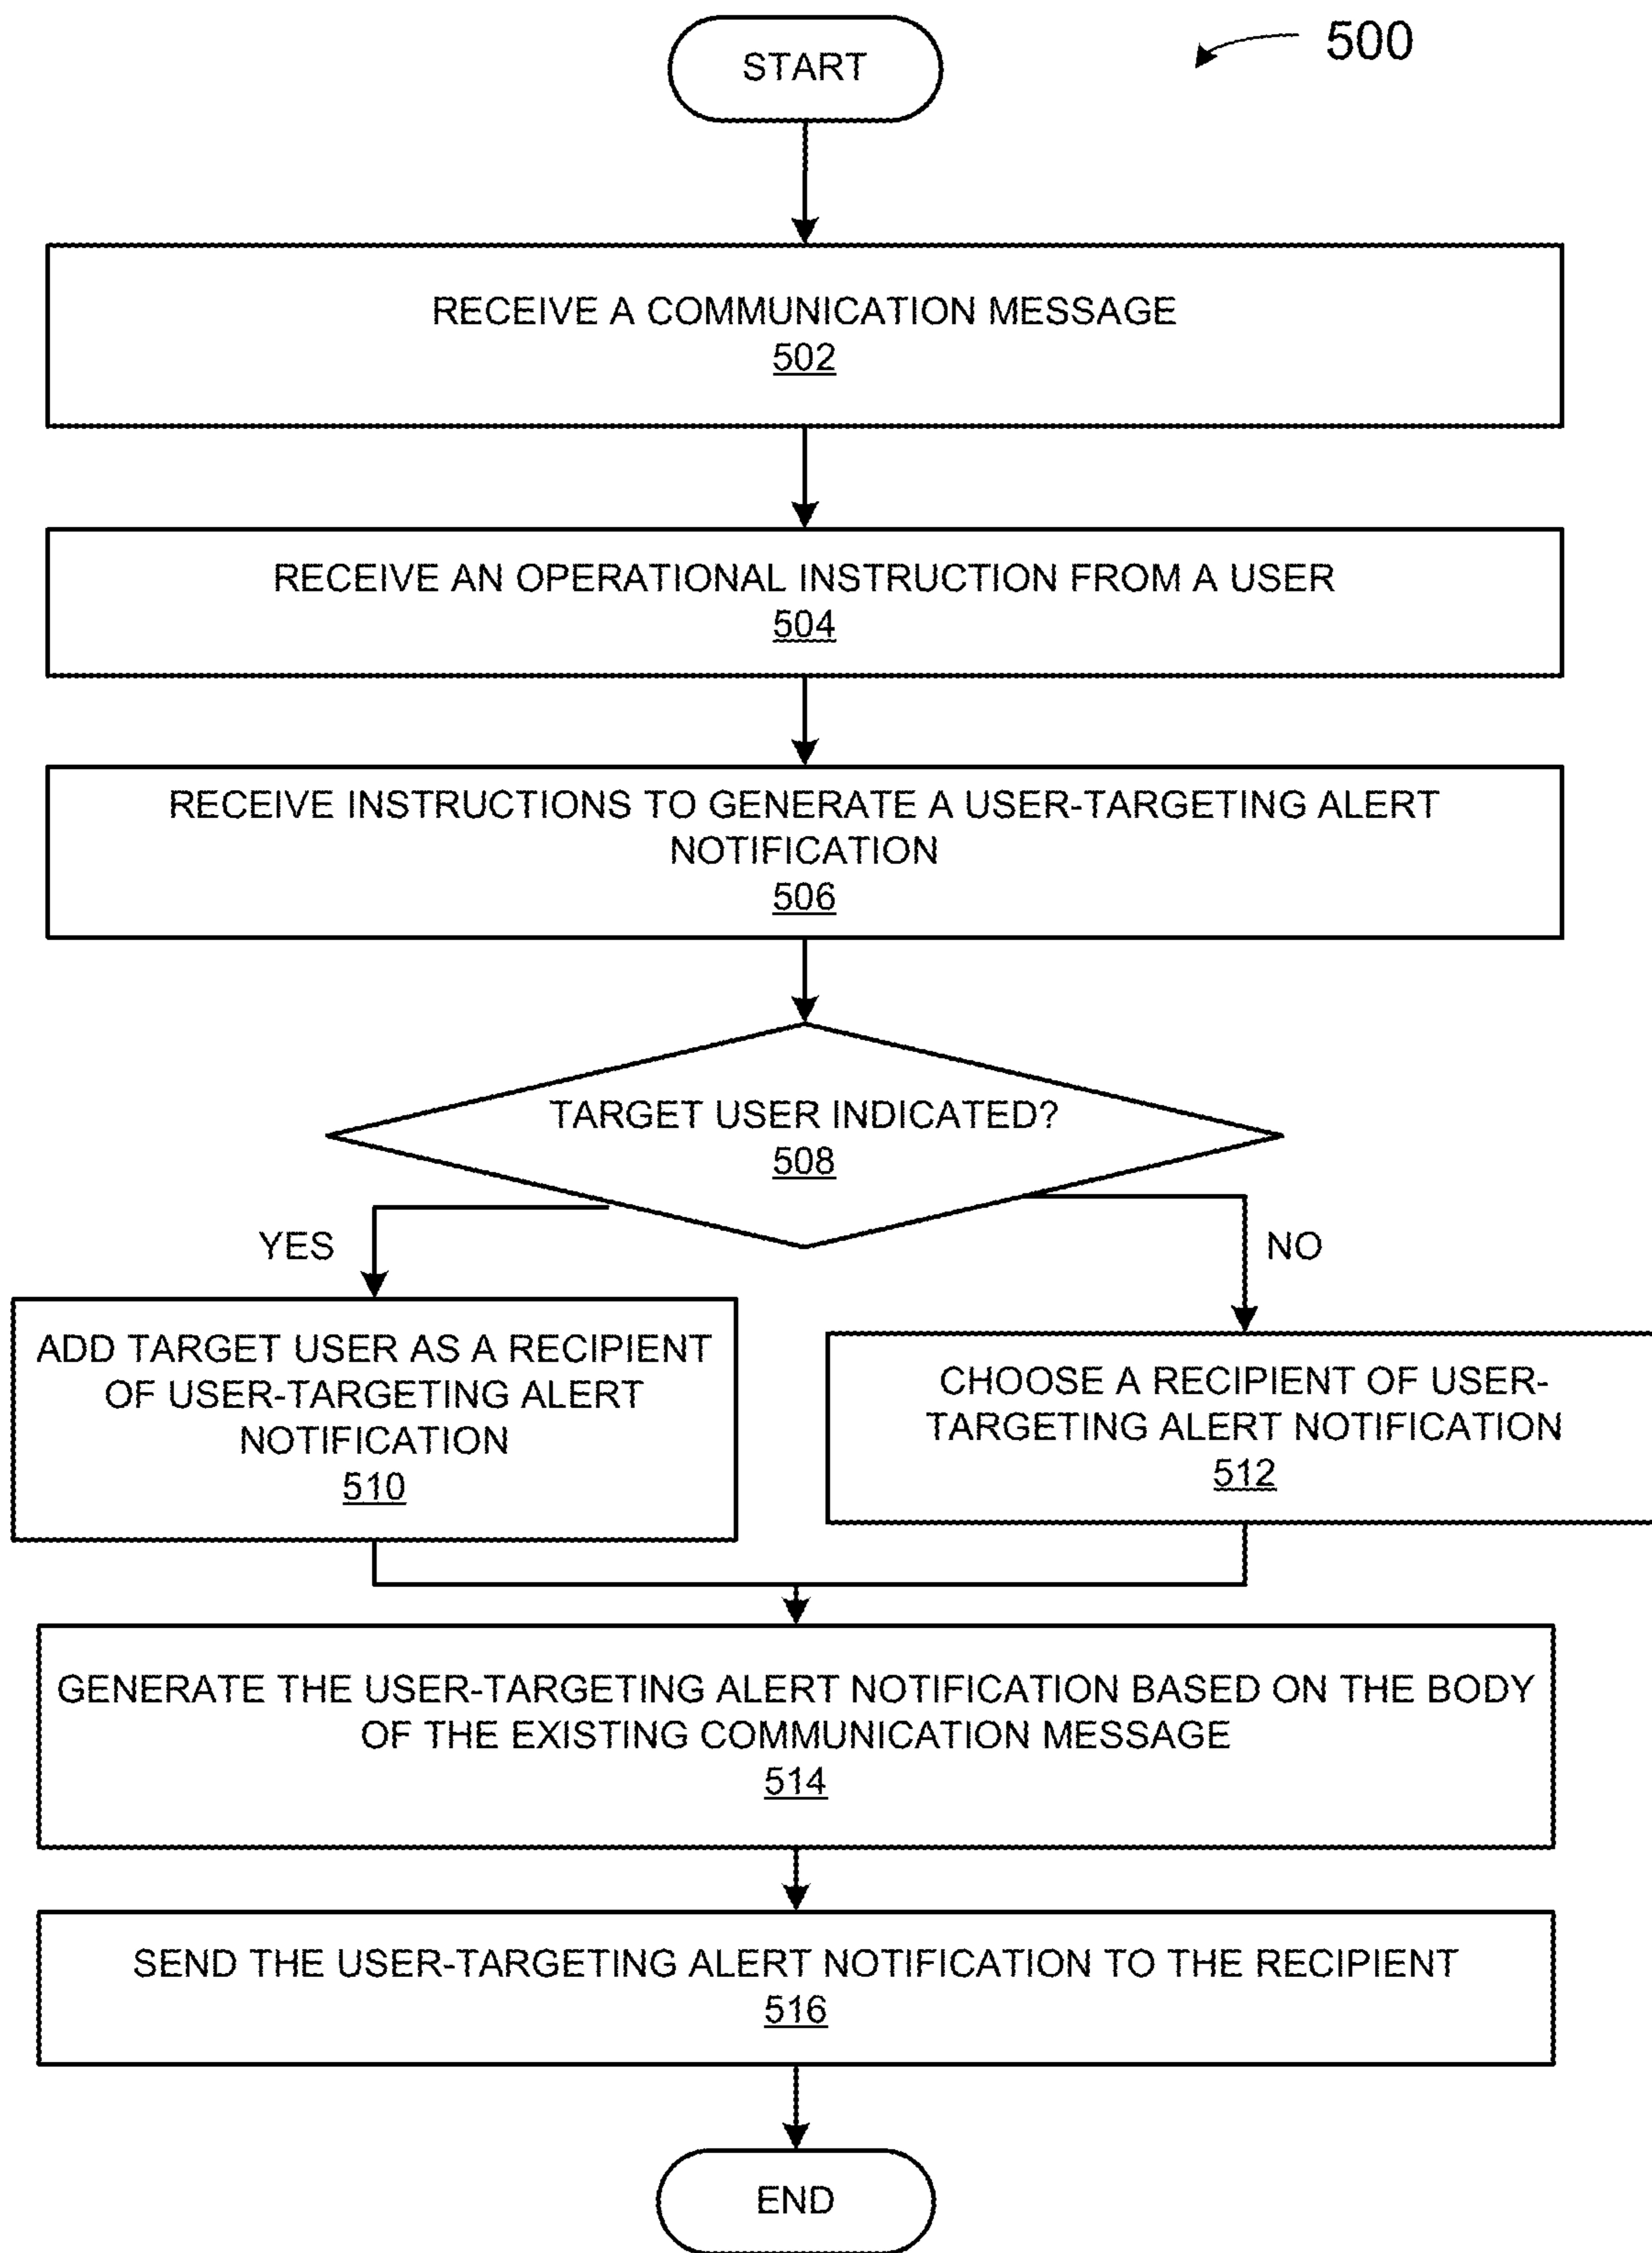 START
500
RECEIVE A COMMUNICATION MESSAGE
502
RECEIVE AN OPERATIONAL INSTRUCTION FROM A USER
504
RECEIVE INSTRUCTIONS TO GENERATE A USER-TARGETING ALERT
NOTIFICATION
506
TARGET USER INDICATED?
508
YES
NO
ADD TARGET USER AS A RECIPIENT
OF USER-TARGETING ALERT
NOTIFICATION
510
CHOOSE A RECIPIENT OF USER-
TARGETING ALERT NOTIFICATION
512
GENERATE THE USER-TARGETING ALERT NOTIFICATION BASED ON THE BODY
OF THE EXISTING COMMUNICATION MESSAGE
514
SEND THE USER-TARGETING ALERT NOTIFICATION TO THE RECIPIENT
516
END